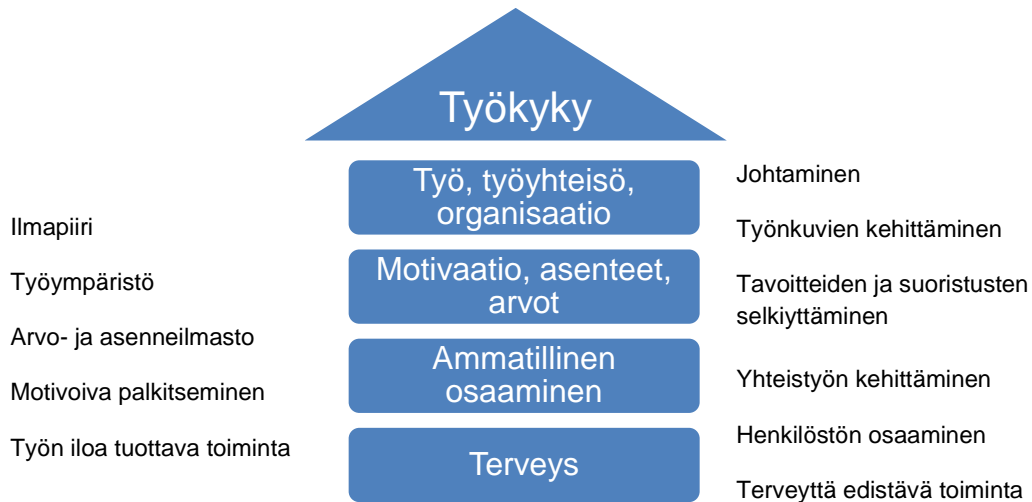 Työkyky
Työ, työyhteisö,
organisaatio
Motivaatio, asenteet,
arvot
Ammatillinen
osaaminen
Terveys
Ilmapiiri
Työympäristö
Arvo- ja asenneilmasto
Motivoiva palkitseminen
Työn iloa tuottava toiminta
Johtaminen
Työnkuvien kehittäminen
Tavoitteiden ja suoristusten
selkiyttäminen
Yhteistyön kehittäminen
Henkilöstön osaaminen
Terveyttä edistävä toiminta